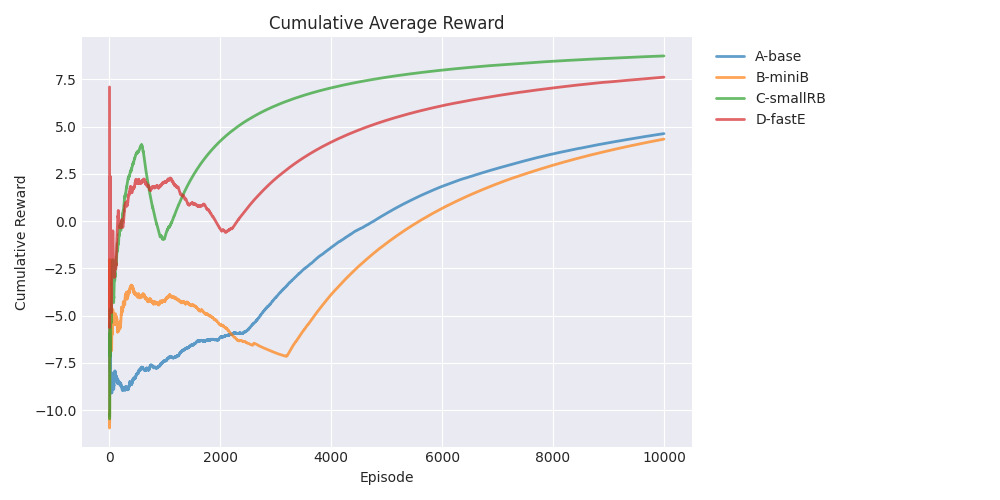 Cumulative Average Reward
Cumulative Reward
7.5
5.0
2.5
0.0
−2.5
−5.0
−7.5
−10.0
0 2000 4000 6000 8000 10000
Episode
A-base
B-miniB
C-smallRB
D-fastE